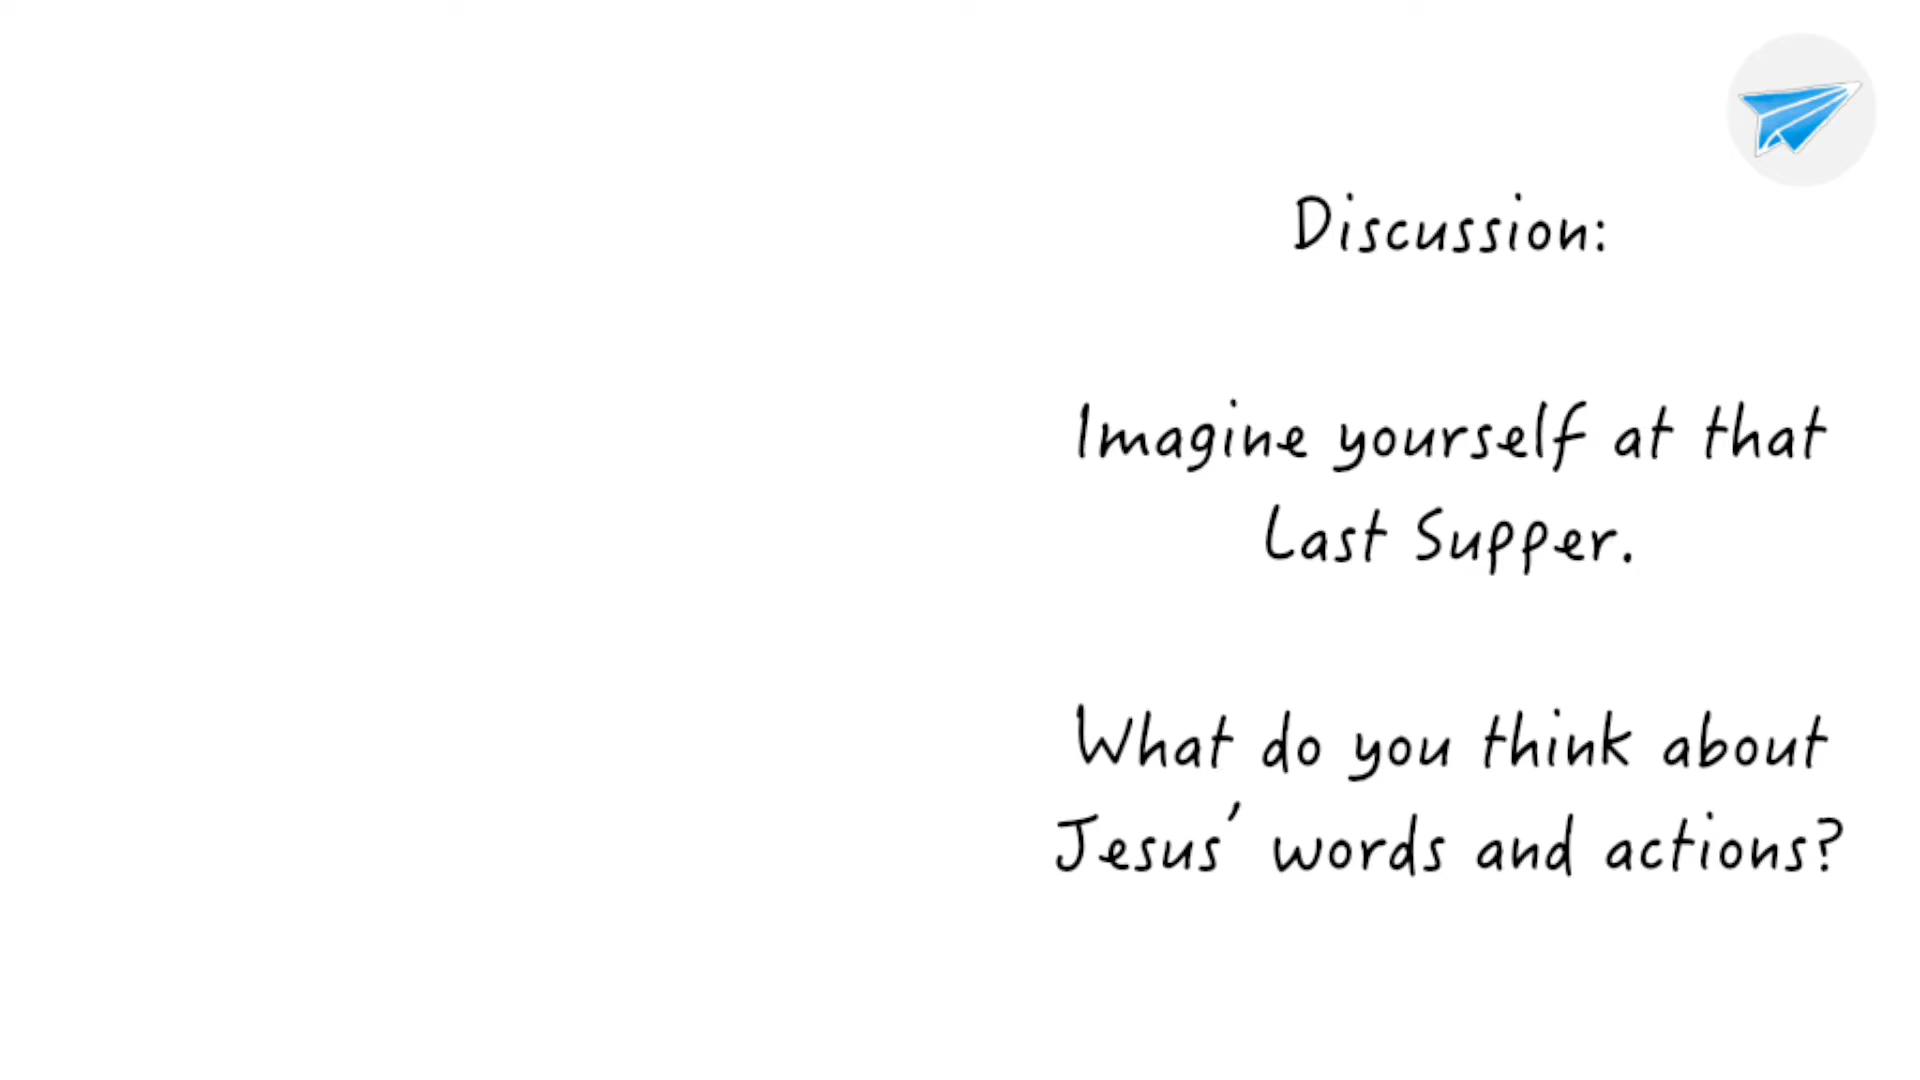 Discussion:
Imagine yourself at that
Last Supper.
What do you think about
Jesus' words and actions?